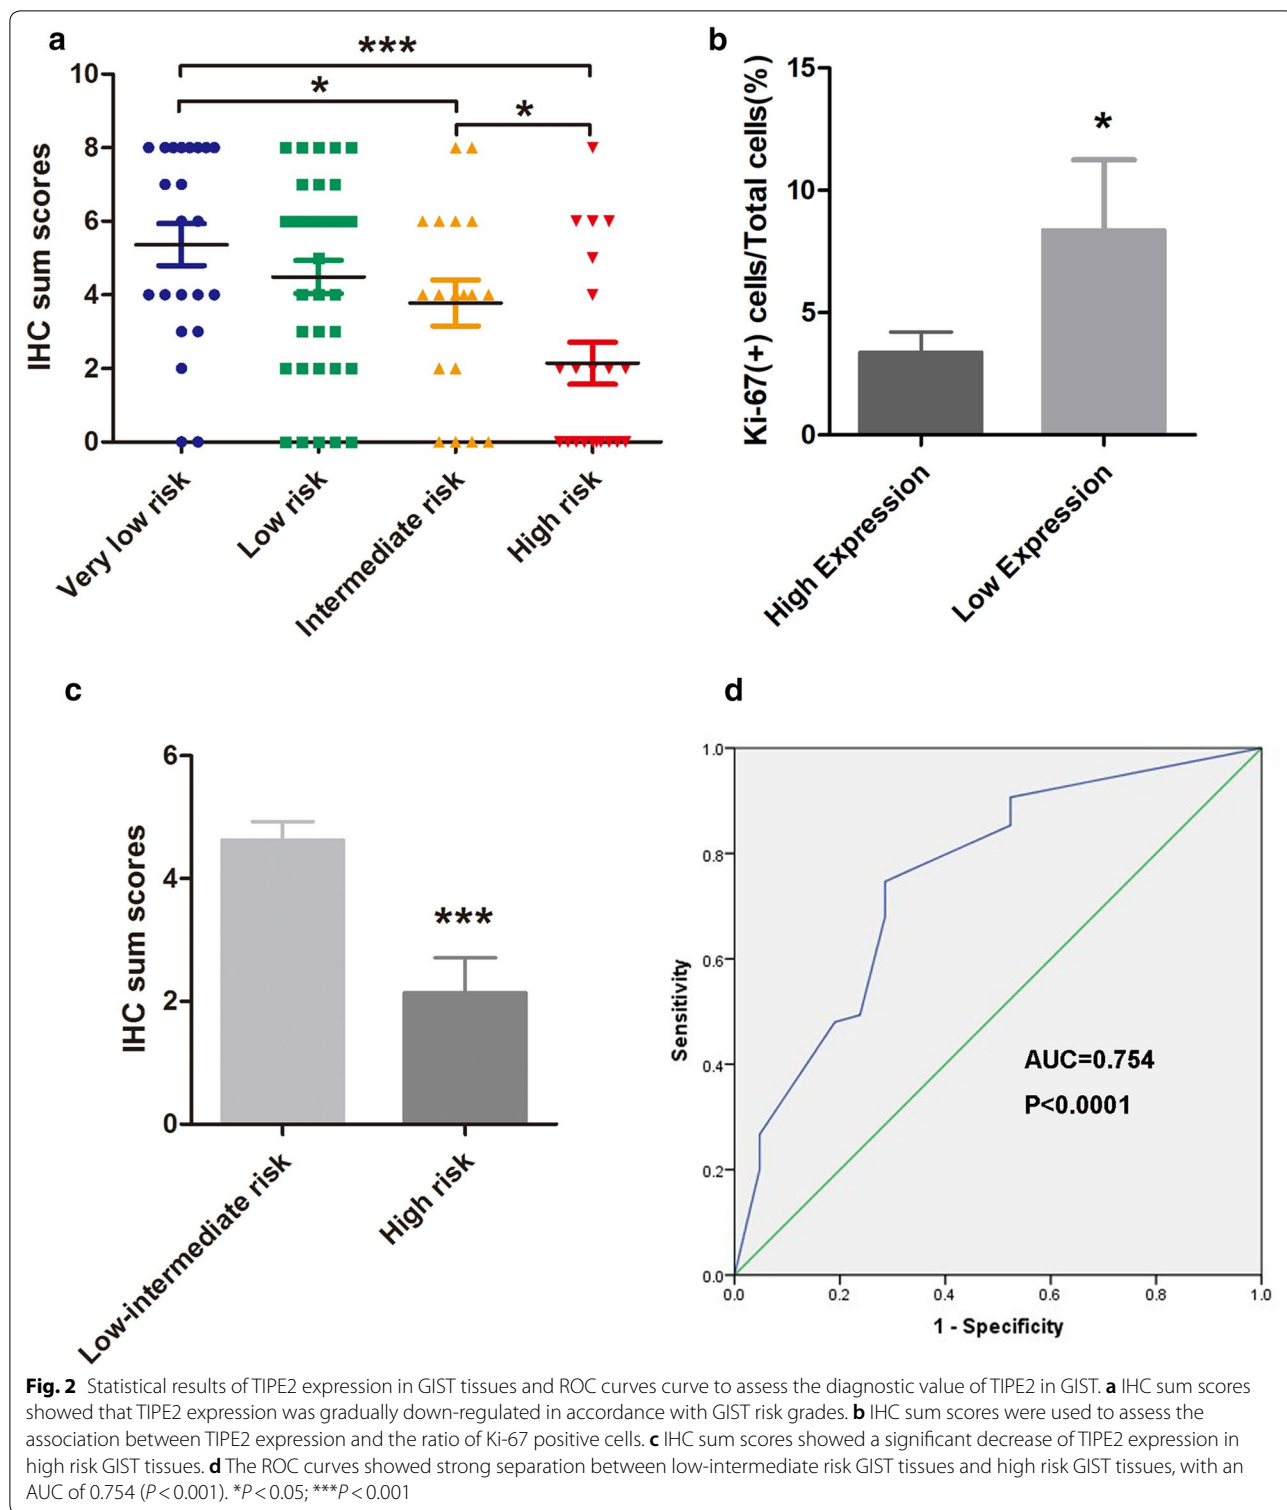 a
***
*
*
IHC sum scores
10
8
6
4
2
0
Very low risk
Low risk
Intermediate risk
High risk
b
*
Ki-67(+) cells/Total cells(%)
15
10
5
0
High Expression
Low Expression
c
***
IHC sum scores
6
4
2
0
Low-intermediate risk
High risk
d
Sensitivity
1.0
0.8
0.6
0.4
0.2
0.0
AUC=0.754
P<0.0001
0.0 0.2 0.4 0.6 0.8 1.0
1 - Specificity
Fig. 2 Statistical results of TIPE2 expression in GIST tissues and ROC curves curve to assess the diagnostic value of TIPE2 in GIST. a IHC sum scores
showed that TIPE2 expression was gradually down-regulated in accordance with GIST risk grades. b IHC sum scores were used to assess the
association between TIPE2 expression and the ratio of Ki-67 positive cells. c IHC sum scores showed a significant decrease of TIPE2 expression in
high risk GIST tissues. d The ROC curves showed strong separation between low-intermediate risk GIST tissues and high risk GIST tissues, with an
AUC of 0.754 (P < 0.001). *P < 0.05; ***P < 0.001